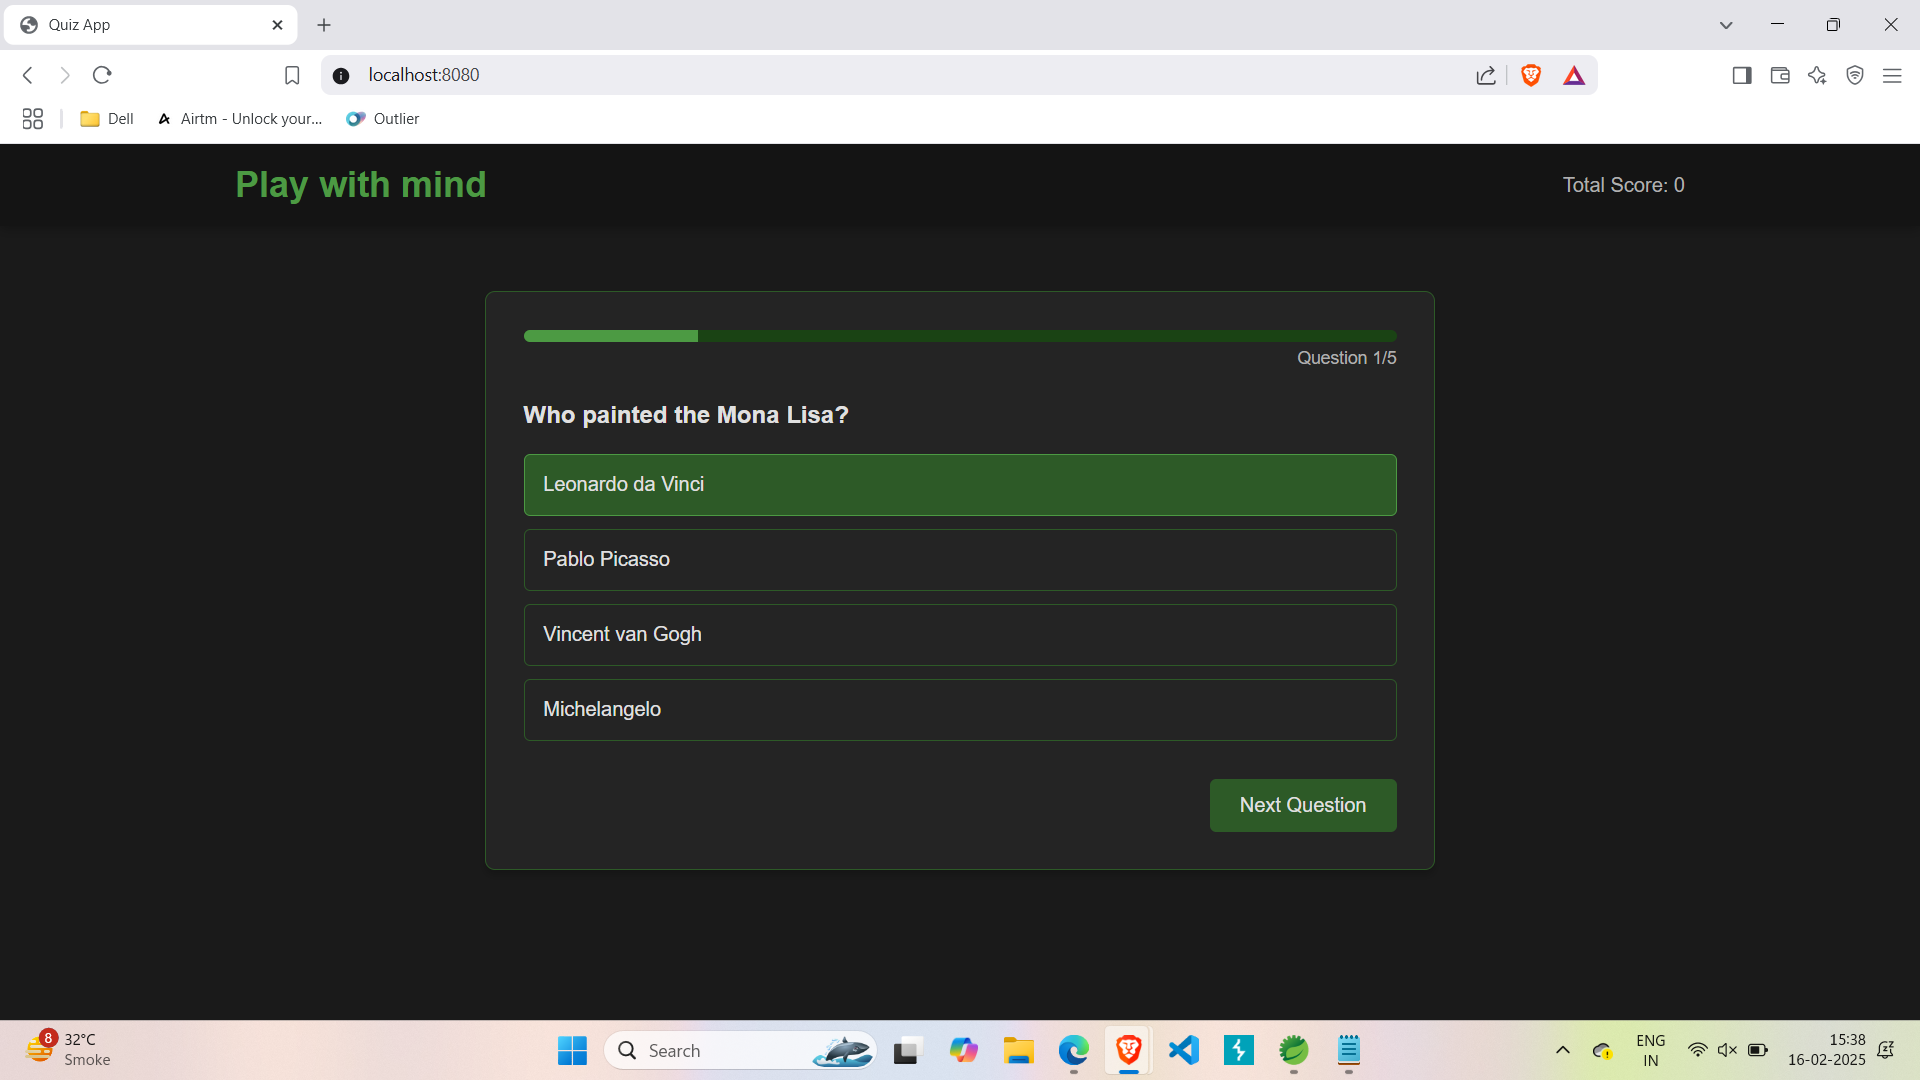 Quiz App
localhost:8080
Dell
Airtm - Unlock your...
Outlier
Play with mind
Total Score: 0
Question 1/5
Who painted the Mona Lisa?
Leonardo da Vinci
Pablo Picasso
Vincent van Gogh
Michelangelo
Next Question
8
32°C
Smoke
Search
ENG
IN
15:38
16-02-2025